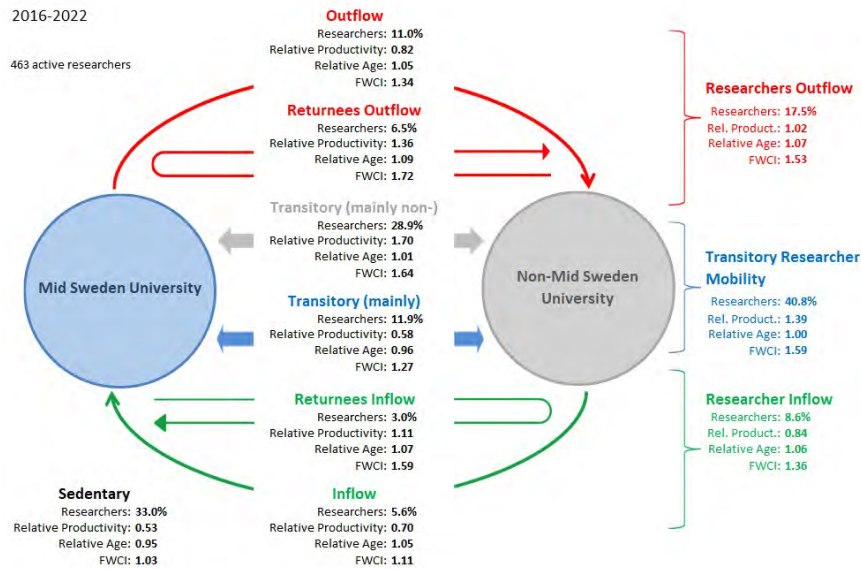 2016-2022
463 active researchers
Outflow
Researchers: 11.0%
Relative Productivity: 0.82
Relative Age: 1.05
FWCI: 1.34
Returnees Outflow
Researchers: 6.5%
Relative Productivity: 1.36
Relative Age: 1.09
FWCI: 1.72
Researchers Outflow
Researchers: 17.5%
Rel. Product.: 1.02
Relative Age: 1.07
FWCI: 1.53
Mid Sweden University
Transitory (mainly non-)
Researchers: 28.9%
Relative Productivity: 1.70
Relative Age: 1.01
FWCI: 1.64
Transitory (mainly)
Researchers: 11.9%
Relative Productivity: 0.58
Relative Age: 0.96
FWCI: 1.27
Non-Mid Sweden
University
Transitory Researcher
Mobility
Researchers: 40.8%
Rel. Product.: 1.39
Relative Age: 1.00
FWCI: 1.59
Returnees Inflow
Researchers: 3.0%
Relative Productivity: 1.11
Relative Age: 1.07
FWCI: 1.59
Researcher Inflow
Researchers: 8.6%
Rel. Product.: 0.84
Relative Age: 1.06
FWCI: 1.36
Sedentary
Researchers: 33.0%
Relative Productivity: 0.53
Relative Age: 0.95
FWCI: 1.03
Inflow
Researchers: 5.6%
Relative Productivity: 0.70
Relative Age: 1.05
FWCI: 1.11